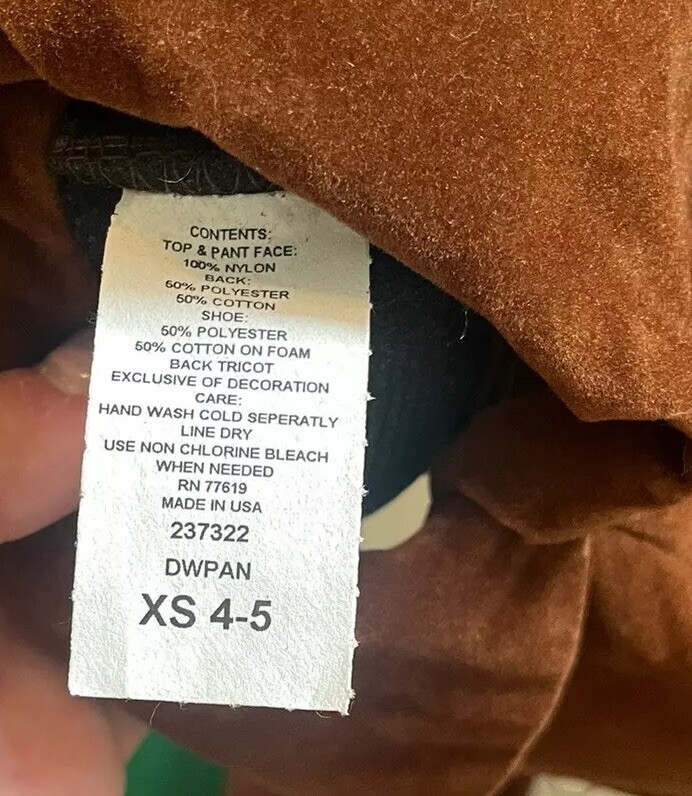 CONTENTS:
TOP & PANT FACE:
100% NYLON
BACK:
50% POLYESTER
50% COTTON
SHOE:
50% POLYESTER
50% COTTON ON FOAM
BACK TRICOT
EXCLUSIVE OF DECORATION
CARE:
HAND WASH COLD SEPERATLY
LINE DRY
USE NON CHLORINE BLEACH
WHEN NEEDED
RN 77619
MADE IN USA
237322
DWPAN
XS 4-5